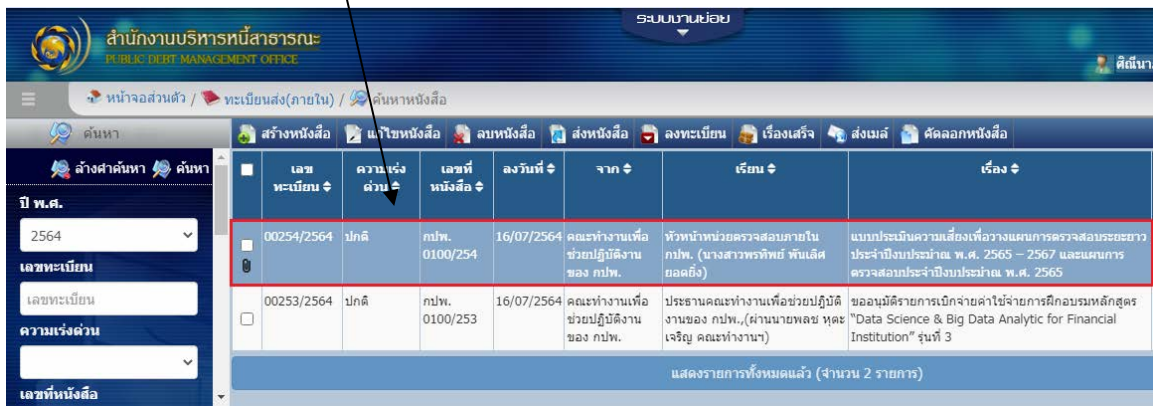 ระบบงานย่อย
สำนักงานบริหารหนี้สาธารณะ
PUBLIC DEBT MANAGEMENT OFFICE
ศิณีนา
หน้าจอส่วนตัว / ทะเบียนส่ง(ภายใน) / ค้นหาหนังสือ
ค้นหา
สร้างหนังสือ แก้ไขหนังสือ ลบหนังสือ ส่งหนังสือ ลงทะเบียน เรื่องเสร็จ ส่งเมล์ คัดลอกหนังสือ
ล้างค่าค้นหา ค้นหา
ปี พ.ศ.
2564
เลขทะเบียน
เลขทะเบียน
ความเร่งด่วน
เลขที่หนังสือ
เลข ความเร่ง เลขที่ ลงวันที่ จาก เรียน เรื่อง
ทะเบียน ด่วน หนังสือ
00254/2564 ปกติ กปพ. 16/07/2564 คณะทำงานเพื่อ หัวหน้าหน่วยตรวจสอบภายใน แบบประเมินความเสี่ยงเพื่อวางแผนการตรวจสอบระยะยาว
0100/254 ช่วยปฏิบัติงาน กปพ. (นางสาวพรทิพย์ พันเลิศ ประจำปีงบประมาณ พ.ศ. 2565 – 2567 และแผนการ
ของ กปพ. ยอดยิ่ง) ตรวจสอบประจำปีงบประมาณ พ.ศ. 2565
00253/2564 ปกติ กปพ. 16/07/2564 คณะทำงานเพื่อ ประธานคณะทำงานเพื่อช่วยปฏิบัติ ขออนุมัติรายการเบิกจ่ายค่าใช้จ่ายการฝึกอบรมหลักสูตร
0100/253 ช่วยปฏิบัติงาน งานของ กปพ.,(ผ่านนายพลช หุตะ "Data Science & Big Data Analytic for Financial
ของ กปพ. เจริญ คณะทำงานฯ) Institution" รุ่นที่ 3
แสดงรายการทั้งหมดแล้ว (จำนวน 2 รายการ)